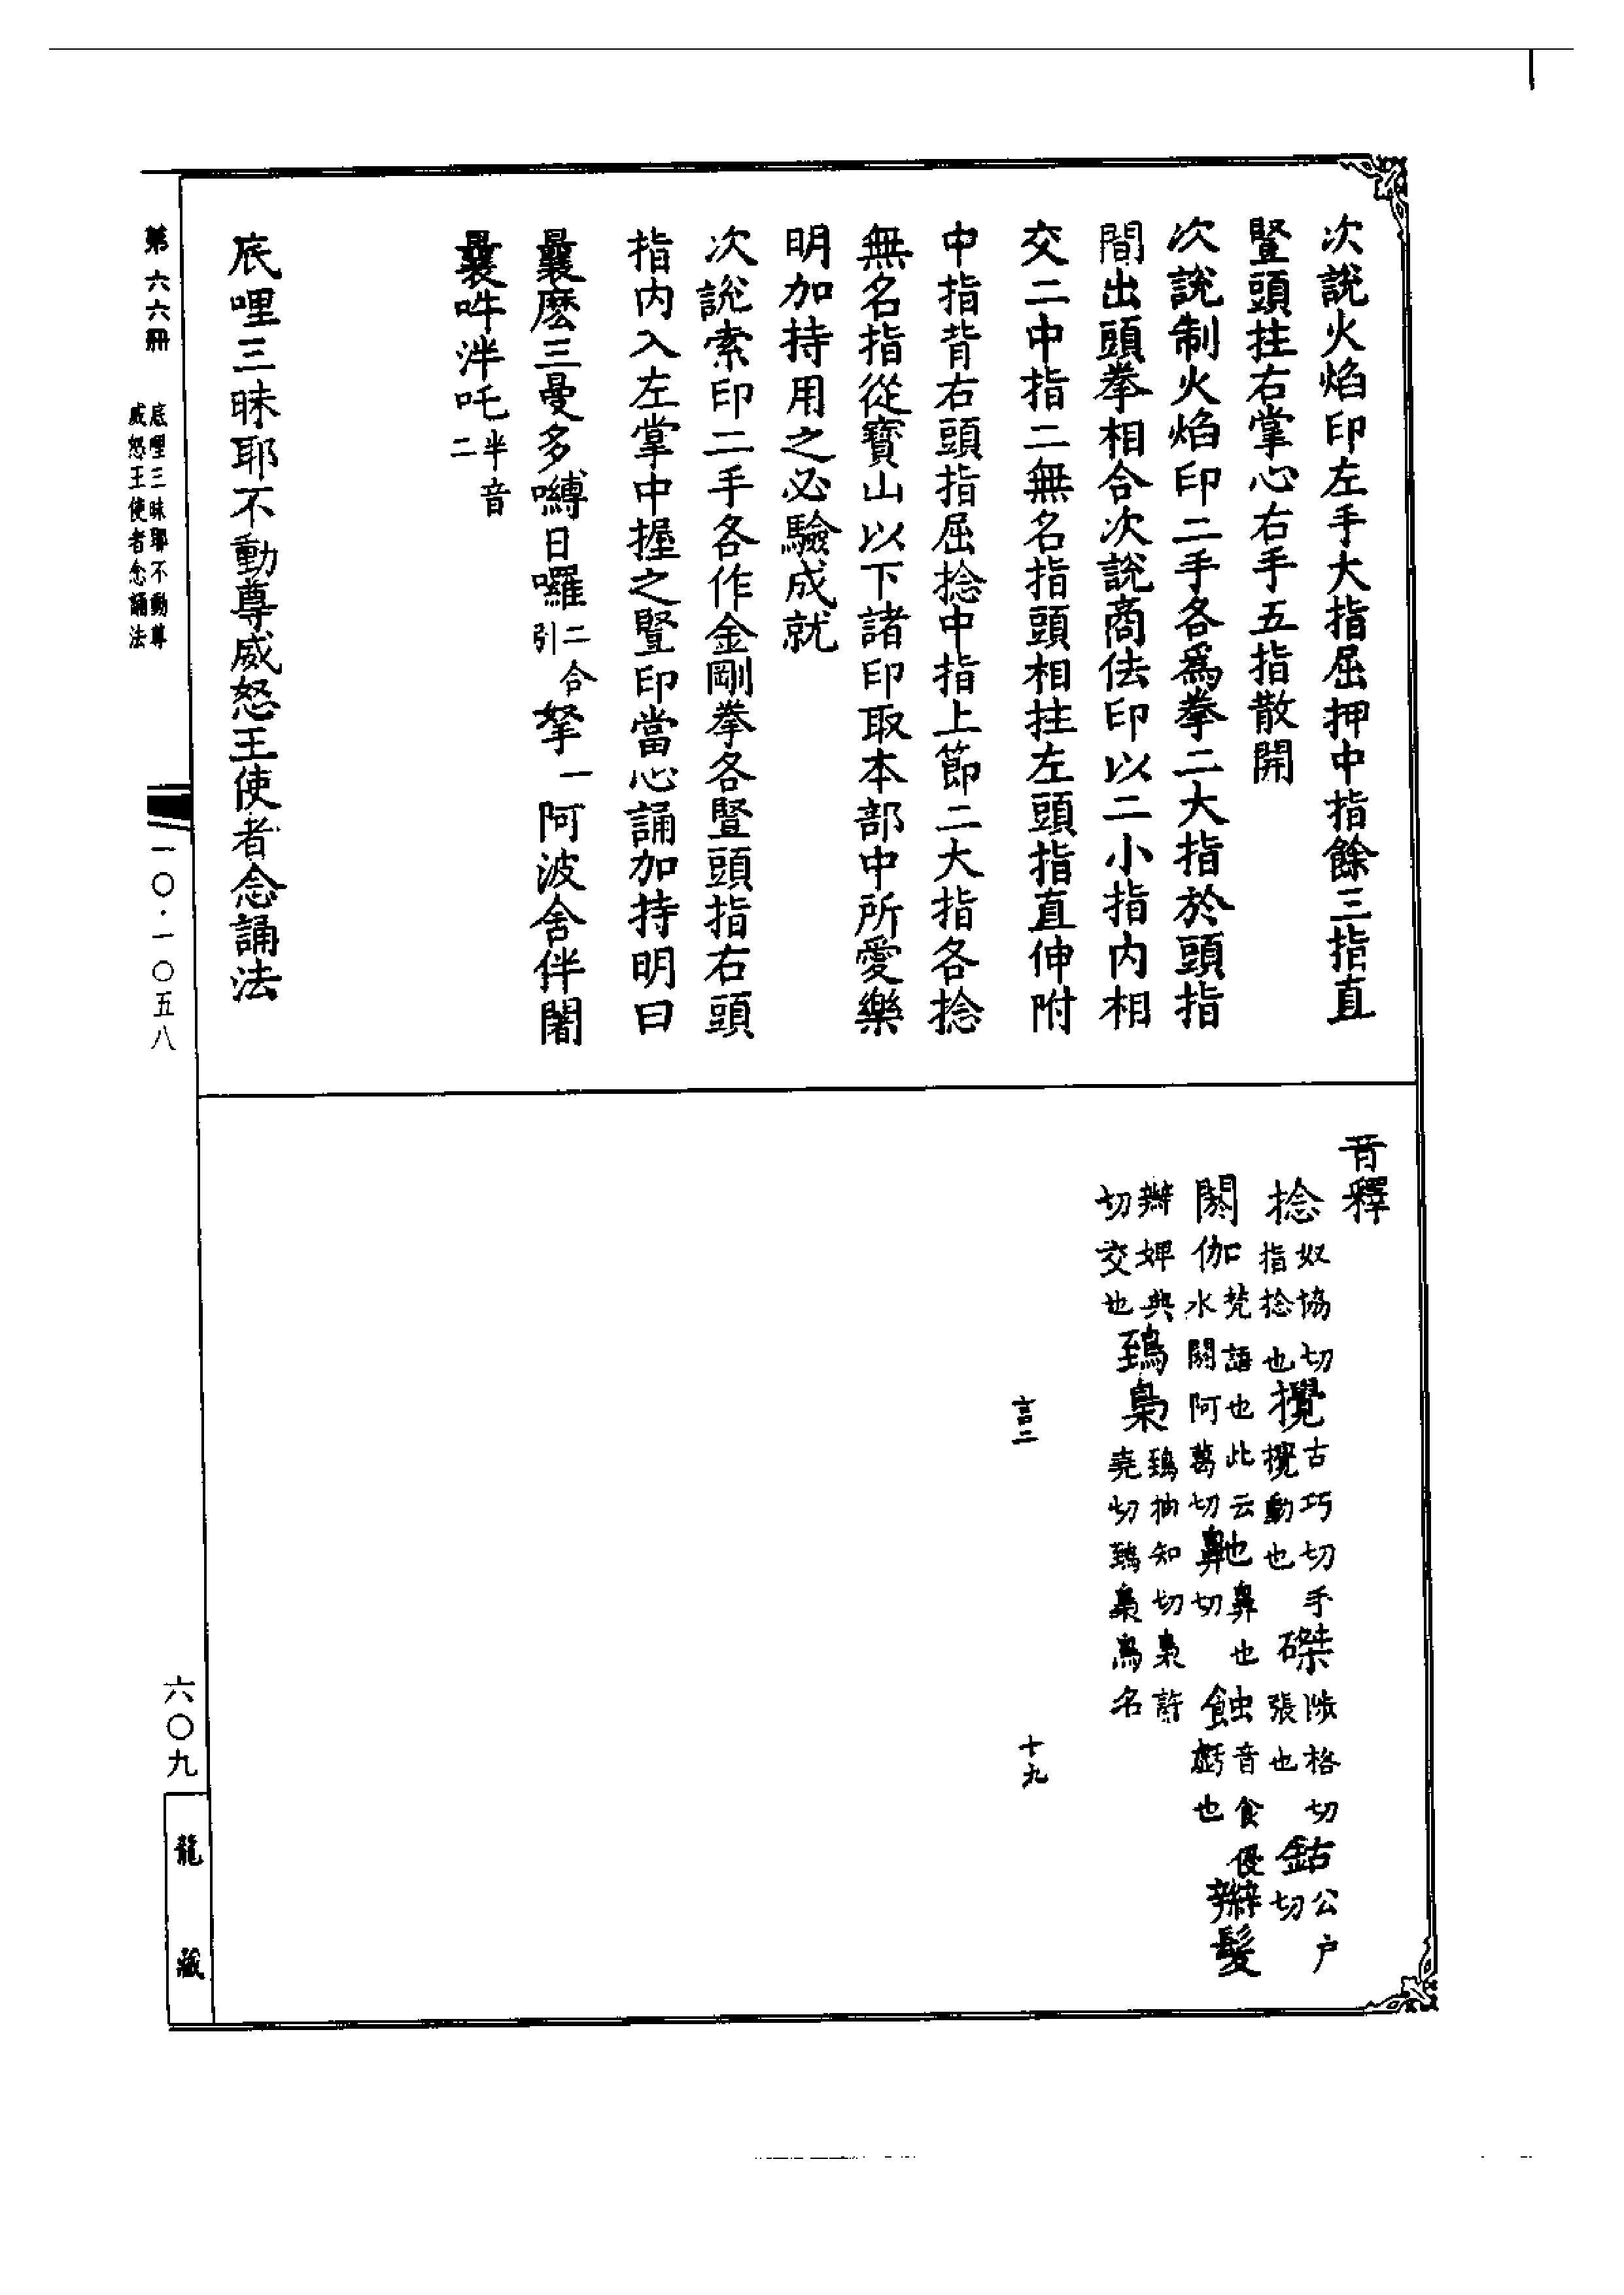 次說火焰印左手大指屈押中指餘三指直
豎頭拄右掌心右手五指散開
次說制火焰印二手各爲拳二大指於頭指
間出頭拳相合次說商佉印以二小指内相
交二中指二無名指頭相拄左頭指直伸附
中指背右頭指屈捻中指上節二大指各捻
無名指從寶山以下諸印取本部中所愛樂
明加持用之必驗成就
次說索印二手各作金剛拳各豎頭指右頭
指内入左掌中握之豎印當心誦加持明曰
曩麽三曼多嚩日囉二合引拏一阿波舍伴闍
曩吽泮吒半音二
底哩三昧耶不動尊威怒王使者念誦法
音釋
捻奴協切指捻也攪古巧切手攪動也磔陟格切張也鈷公户切
閼伽梵語也此云水閼阿葛切鼻也鼻切也蝕音食虧也辮髮
辮婢典切交也鵄梟鵄抽知切梟許堯切鵄梟鳥名
言二
十九
第六六冊
底哩三昧耶不動尊
威怒王使者念誦法
一〇·一〇五八
六〇九
龍藏